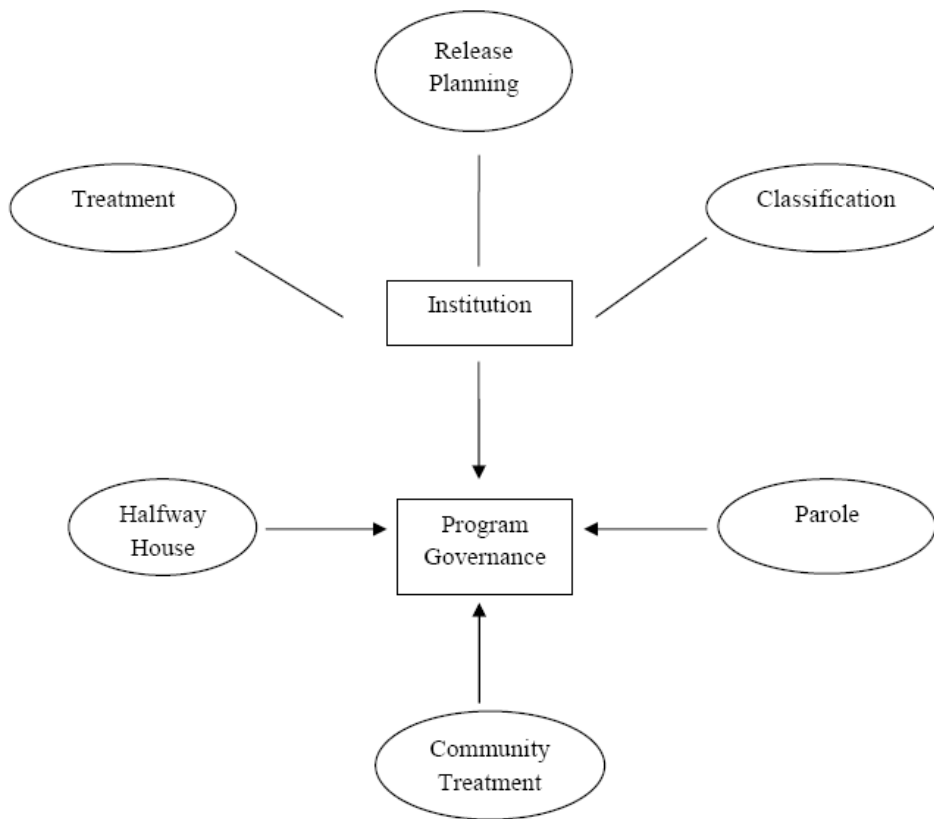 Release
Planning
Treatment
Classification
Institution
Halfway
House
Program
Governance
Parole
Community
Treatment